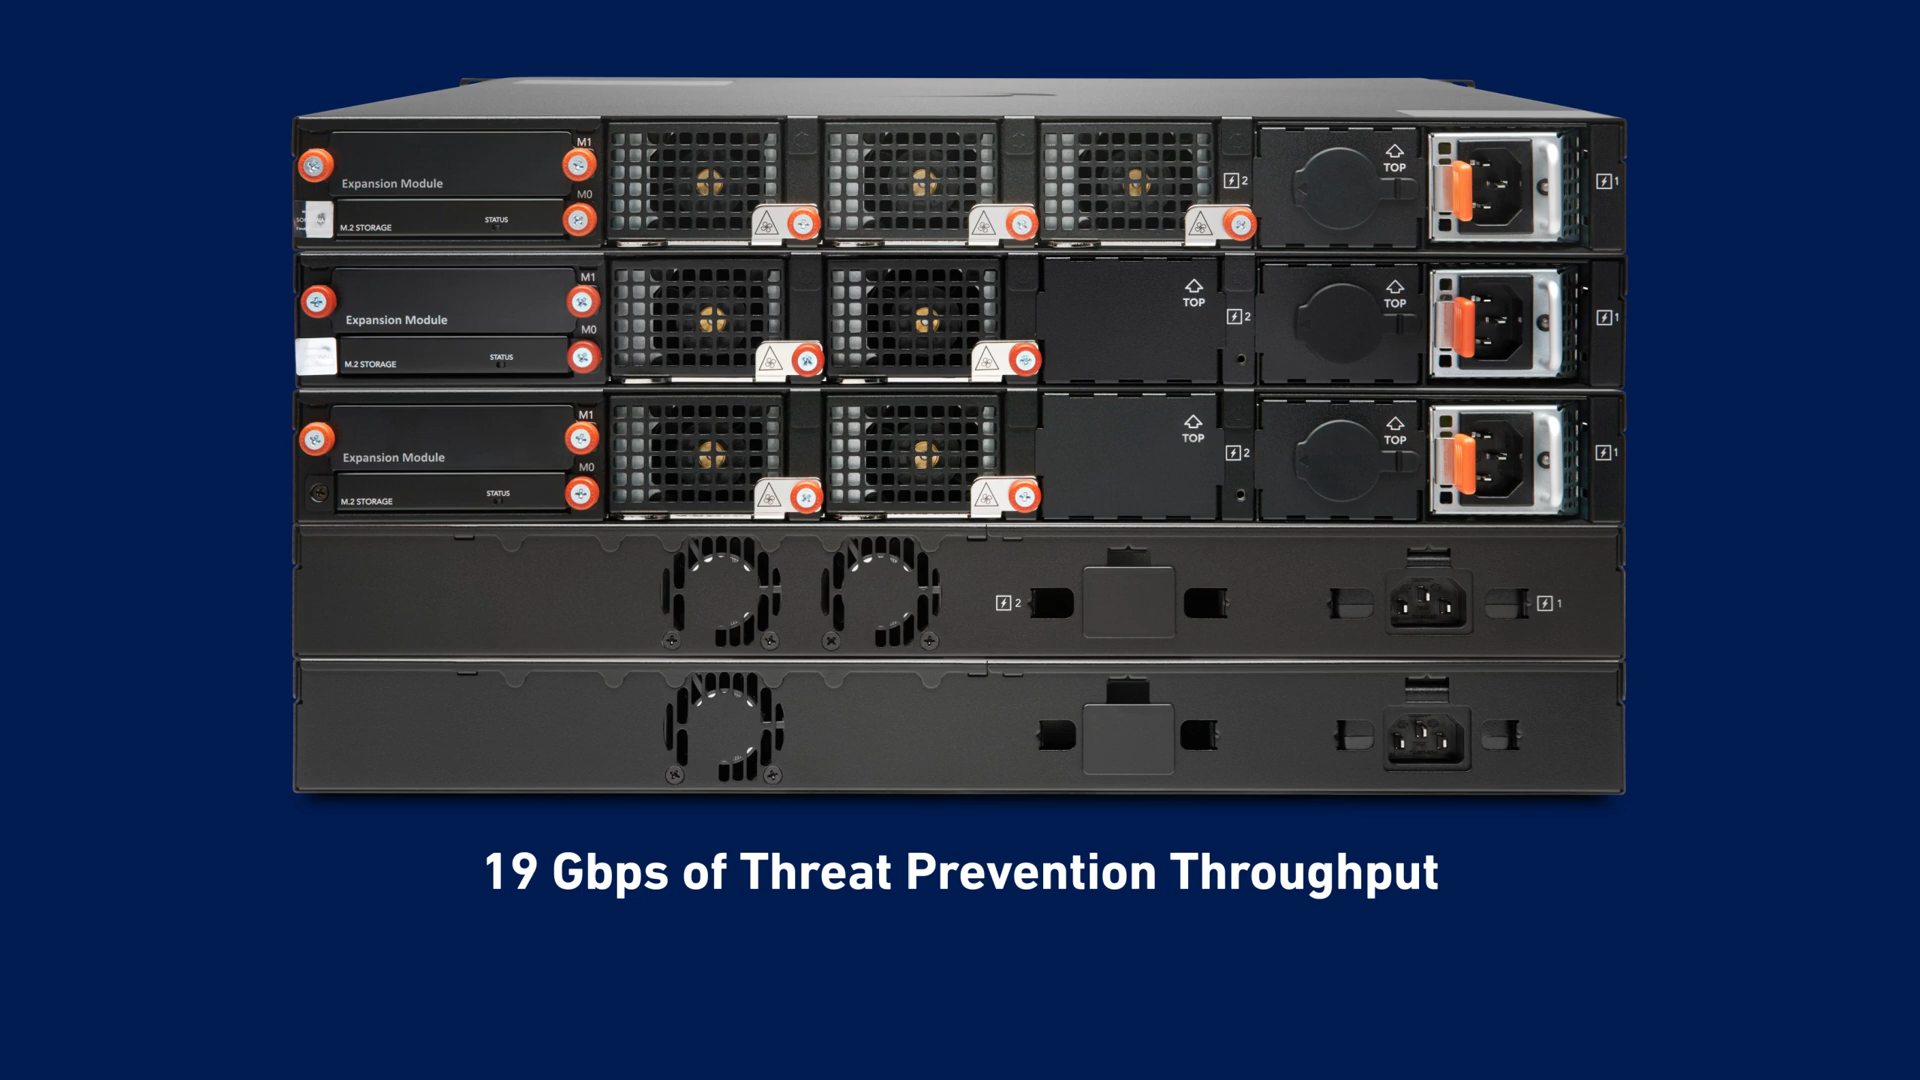 M1
Expansion Module
M0
M.2 STORAGE
STATUS
2
TOP
1
M1
Expansion Module
M0
M.2 STORAGE
STATUS
TOP
2
TOP
1
M1
Expansion Module
M0
M.2 STORAGE
STATUS
TOP
2
TOP
1
2
1
19 Gbps of Threat Prevention Throughput